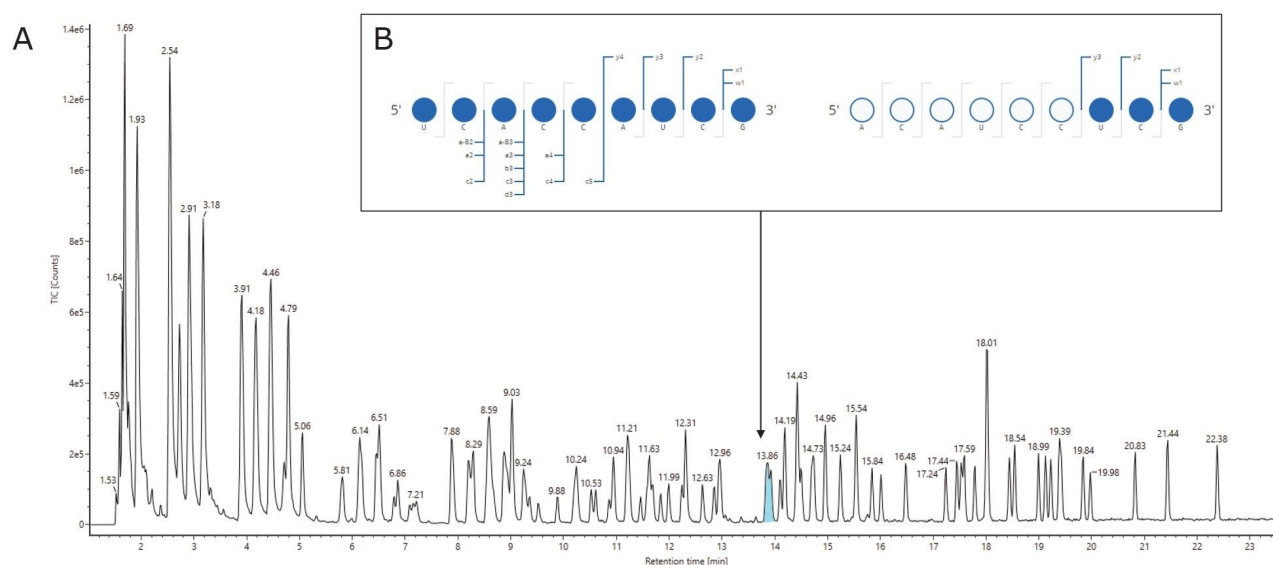 A
B
5'
U C A C C A U C G
3'
y4
y3
y2
x1
w1
a-B2
a2
c2
a-B3
a3
b3
c3
d3
a4
c4
c5
5'
A C A U C C U C G
3'
y3
y2
x1
w1
TIC [Counts]
1.4e6
1.2e6
1e6
8e5
6e5
4e5
2e5
0
1.53
1.59
1.64
1.69
1.93
2.54
2.91
3.18
3.91
4.18
4.46
4.79
5.06
5.81
6.14
6.51
6.86
7.21
7.88
8.29
8.59
9.03
9.24
9.88
10.24
10.53
10.94
11.21
11.63
11.99
12.31
12.63
12.96
13.86
14.19
14.43
14.73
14.96
15.24
15.54
15.84
16.48
17.24
17.44
17.59
18.01
18.54
18.99
19.39
19.84
19.98
20.83
21.44
22.38
2 3 4 5 6 7 8 9 10 11 12 13 14 15 16 17 18 19 20 21 22 23
Retention time [min]